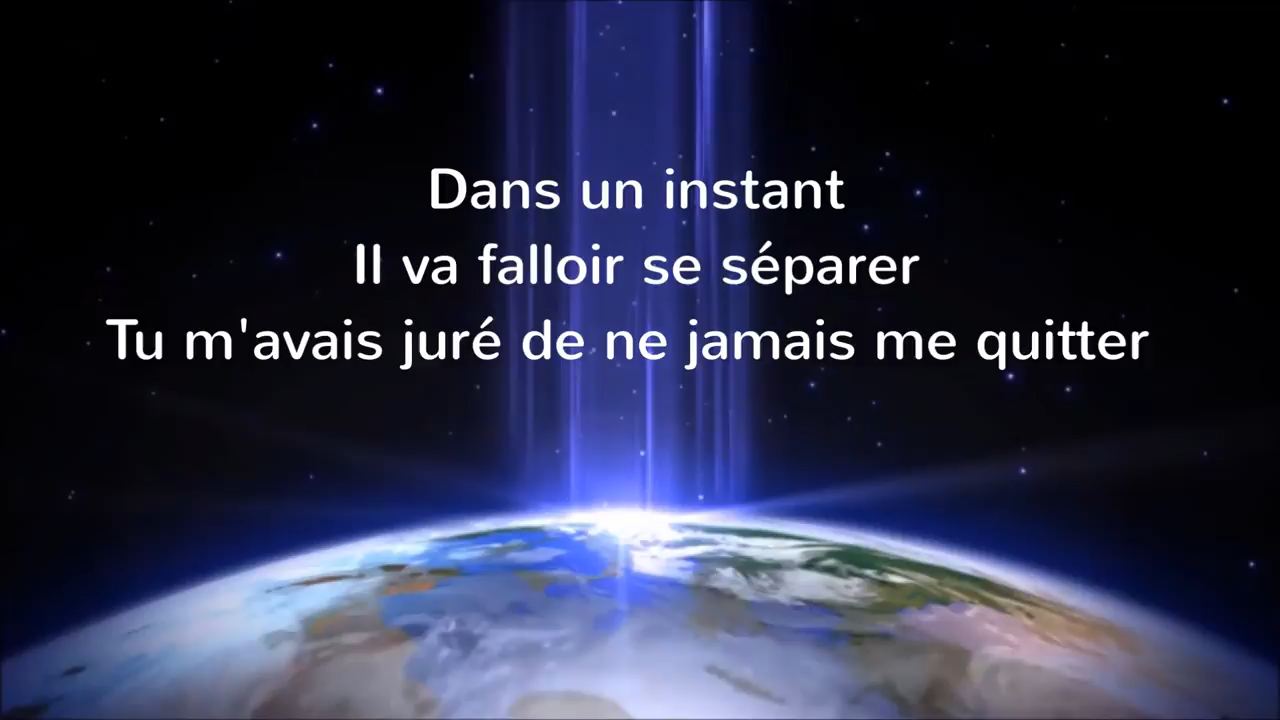 Dans un instant
Il va falloir se séparer
Tu m'avais juré de ne jamais me quitter